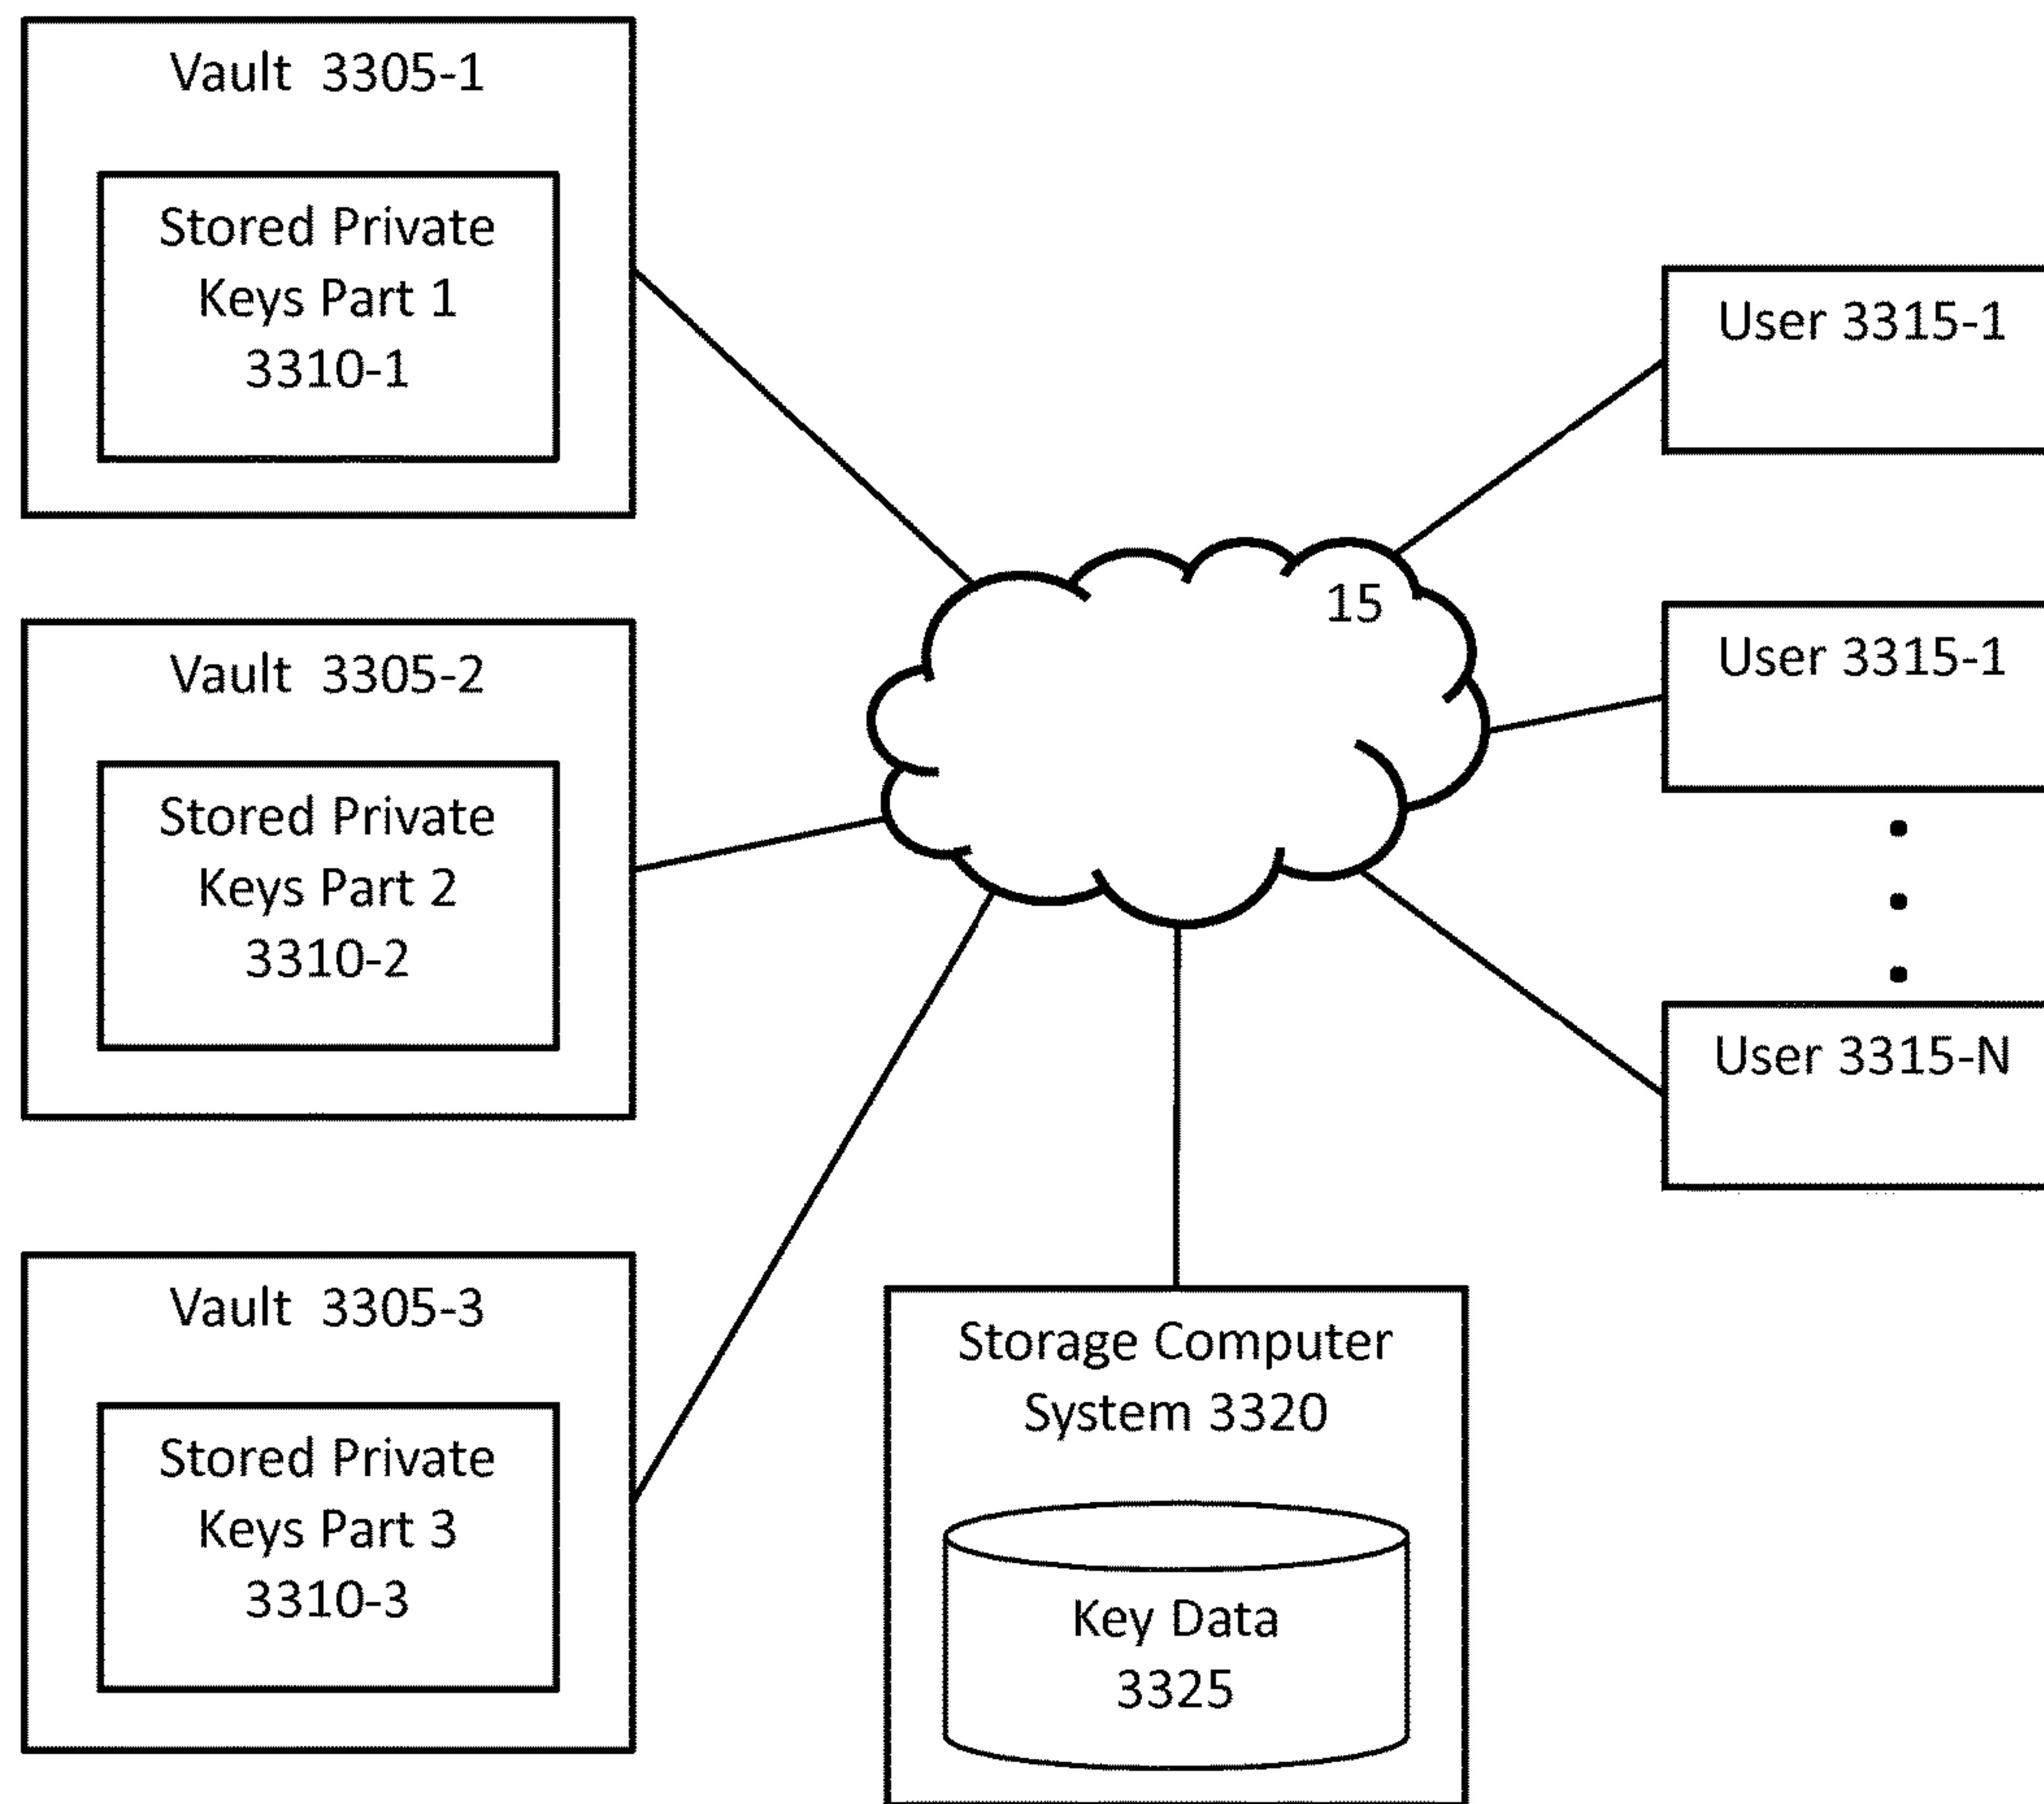 Vault 3305-1
Stored Private
Keys Part 1
3310-1
Vault 3305-2
Stored Private
Keys Part 2
3310-2
Vault 3305-3
Stored Private
Keys Part 3
3310-3
15
User 3315-1
User 3315-1
User 3315-N
Storage Computer
System 3320
Key Data
3325